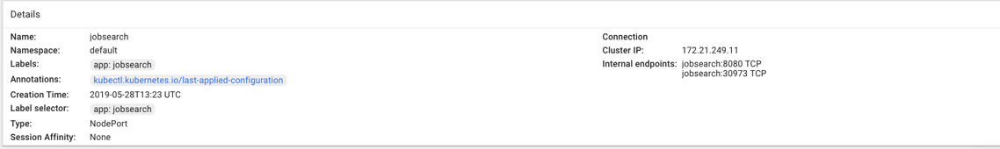 Details
Name: jobsearch
Namespace: default
Labels: app: jobsearch
Annotations: kubectl.kubernetes.io/last-applied-configuration
Creation Time: 2019-05-28T13:23 UTC
Label selector: app: jobsearch
Type: NodePort
Session Affinity: None
Connection
Cluster IP: 172.21.249.11
Internal endpoints: jobsearch:8080 TCP
jobsearch:30973 TCP